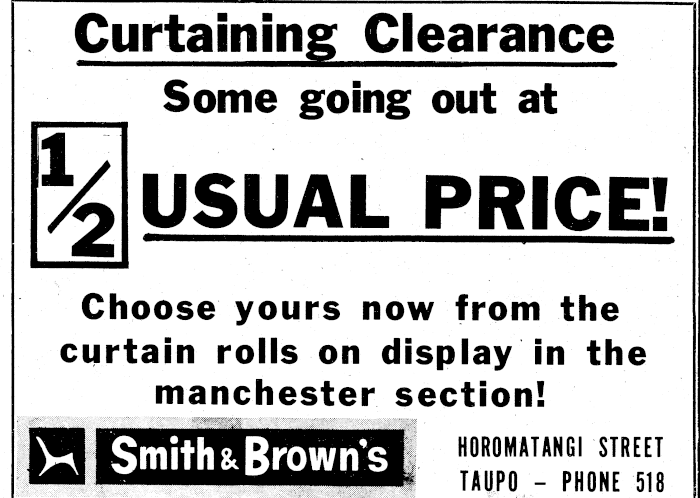 Curtaining Clearance
Some going out at
1/2 USUAL PRICE!
Choose yours now from the
curtain rolls on display in the
manchester section!
Smith & Brown's
HOROMATANGI STREET
TAUPO – PHONE 518